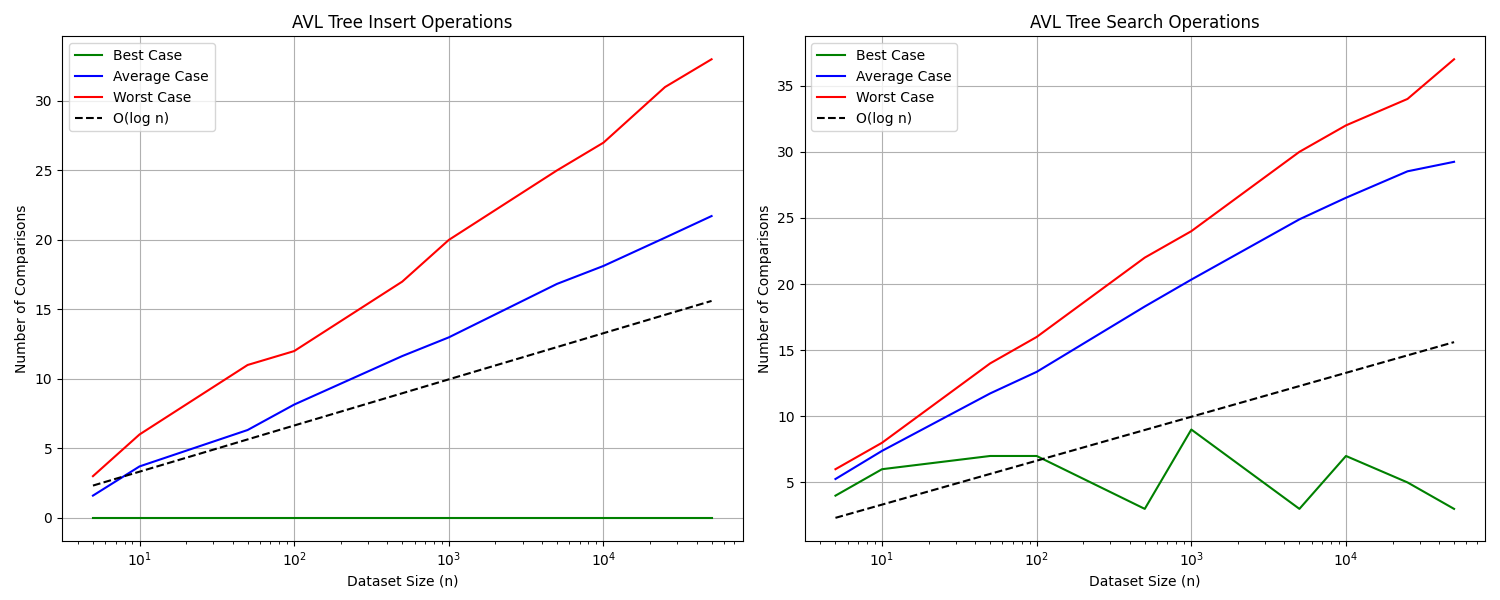 AVL Tree Insert Operations
Best Case
Average Case
Worst Case
O(log n)
Number of Comparisons
30
25
20
15
10
5
0
10¹
10²
10³
10⁴
Dataset Size (n)
AVL Tree Search Operations
Best Case
Average Case
Worst Case
O(log n)
Number of Comparisons
35
30
25
20
15
10
5
10¹
10²
10³
10⁴
Dataset Size (n)